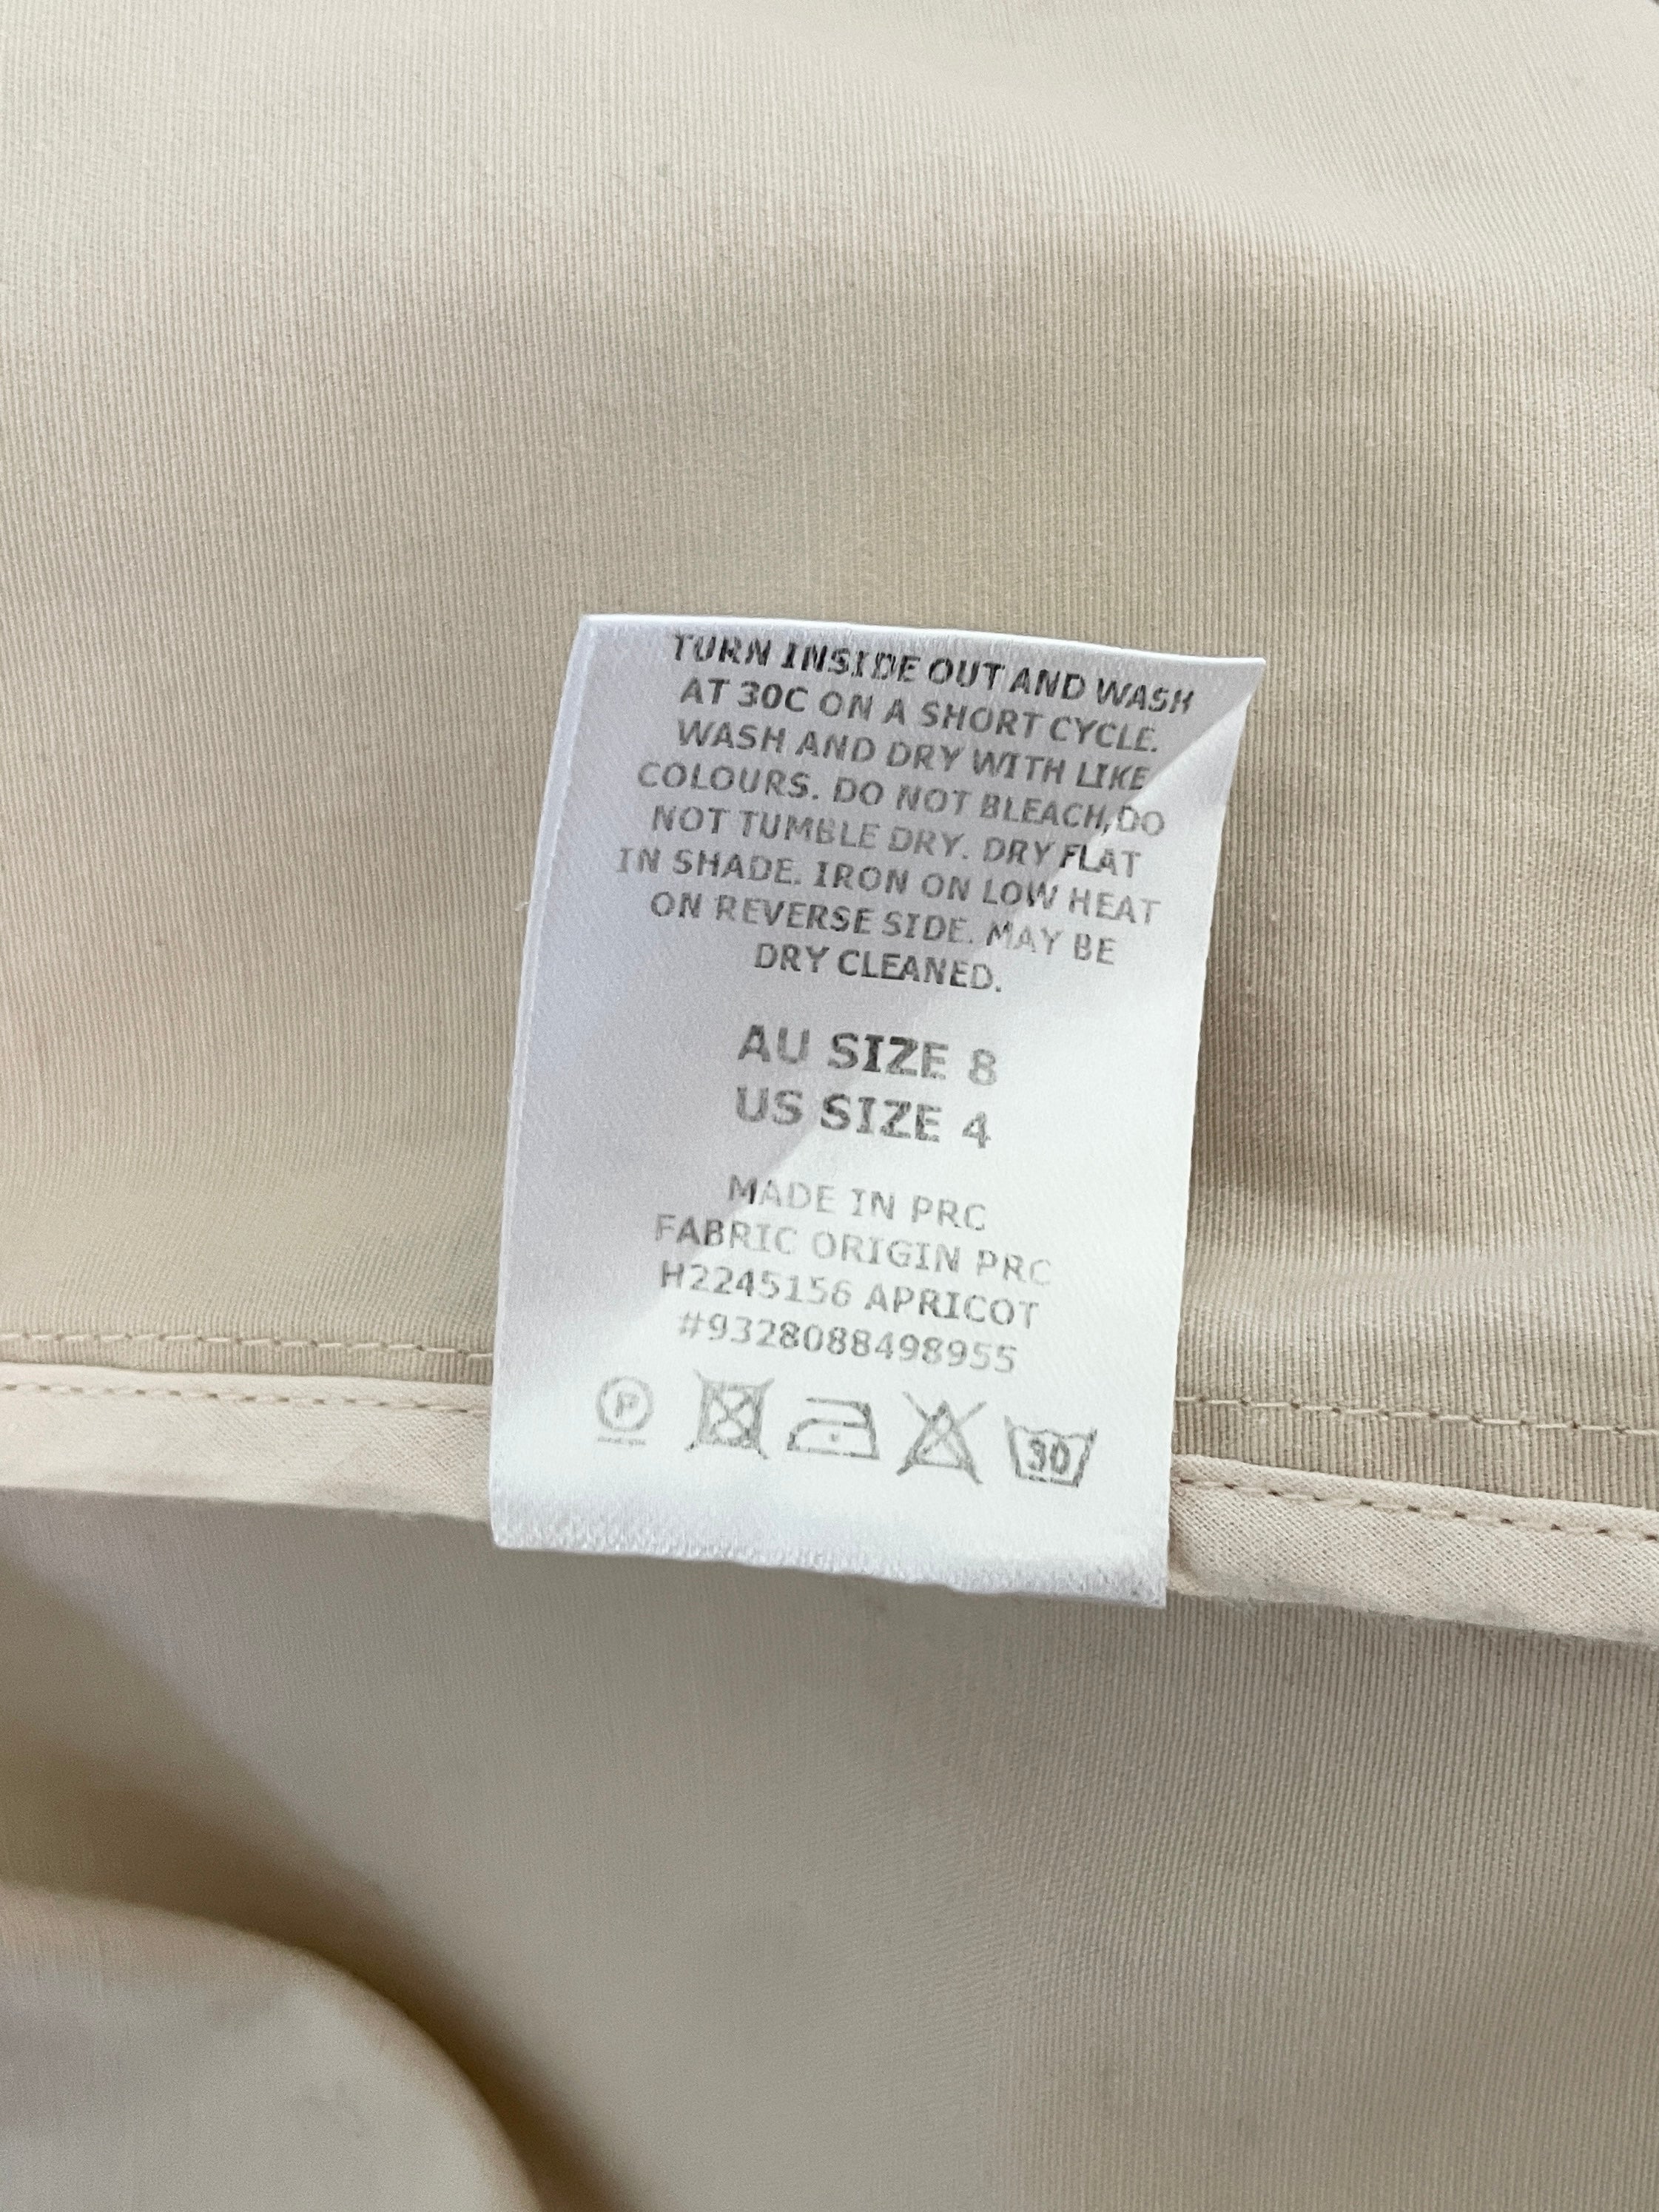 TURN INSIDE OUT AND WASH
AT 30C ON A SHORT CYCLE.
WASH AND DRY WITH LIKE
COLOURS. DO NOT BLEACH,DO
NOT TUMBLE DRY. DRY FLAT
IN SHADE. IRON ON LOW HEAT
ON REVERSE SIDE. MAY BE
DRY CLEANED.
AU SIZE 8
US SIZE 4
MADE IN PRC
FABRIC ORIGIN PRC
H2245156 APRICOT
#9328088498955
P 30